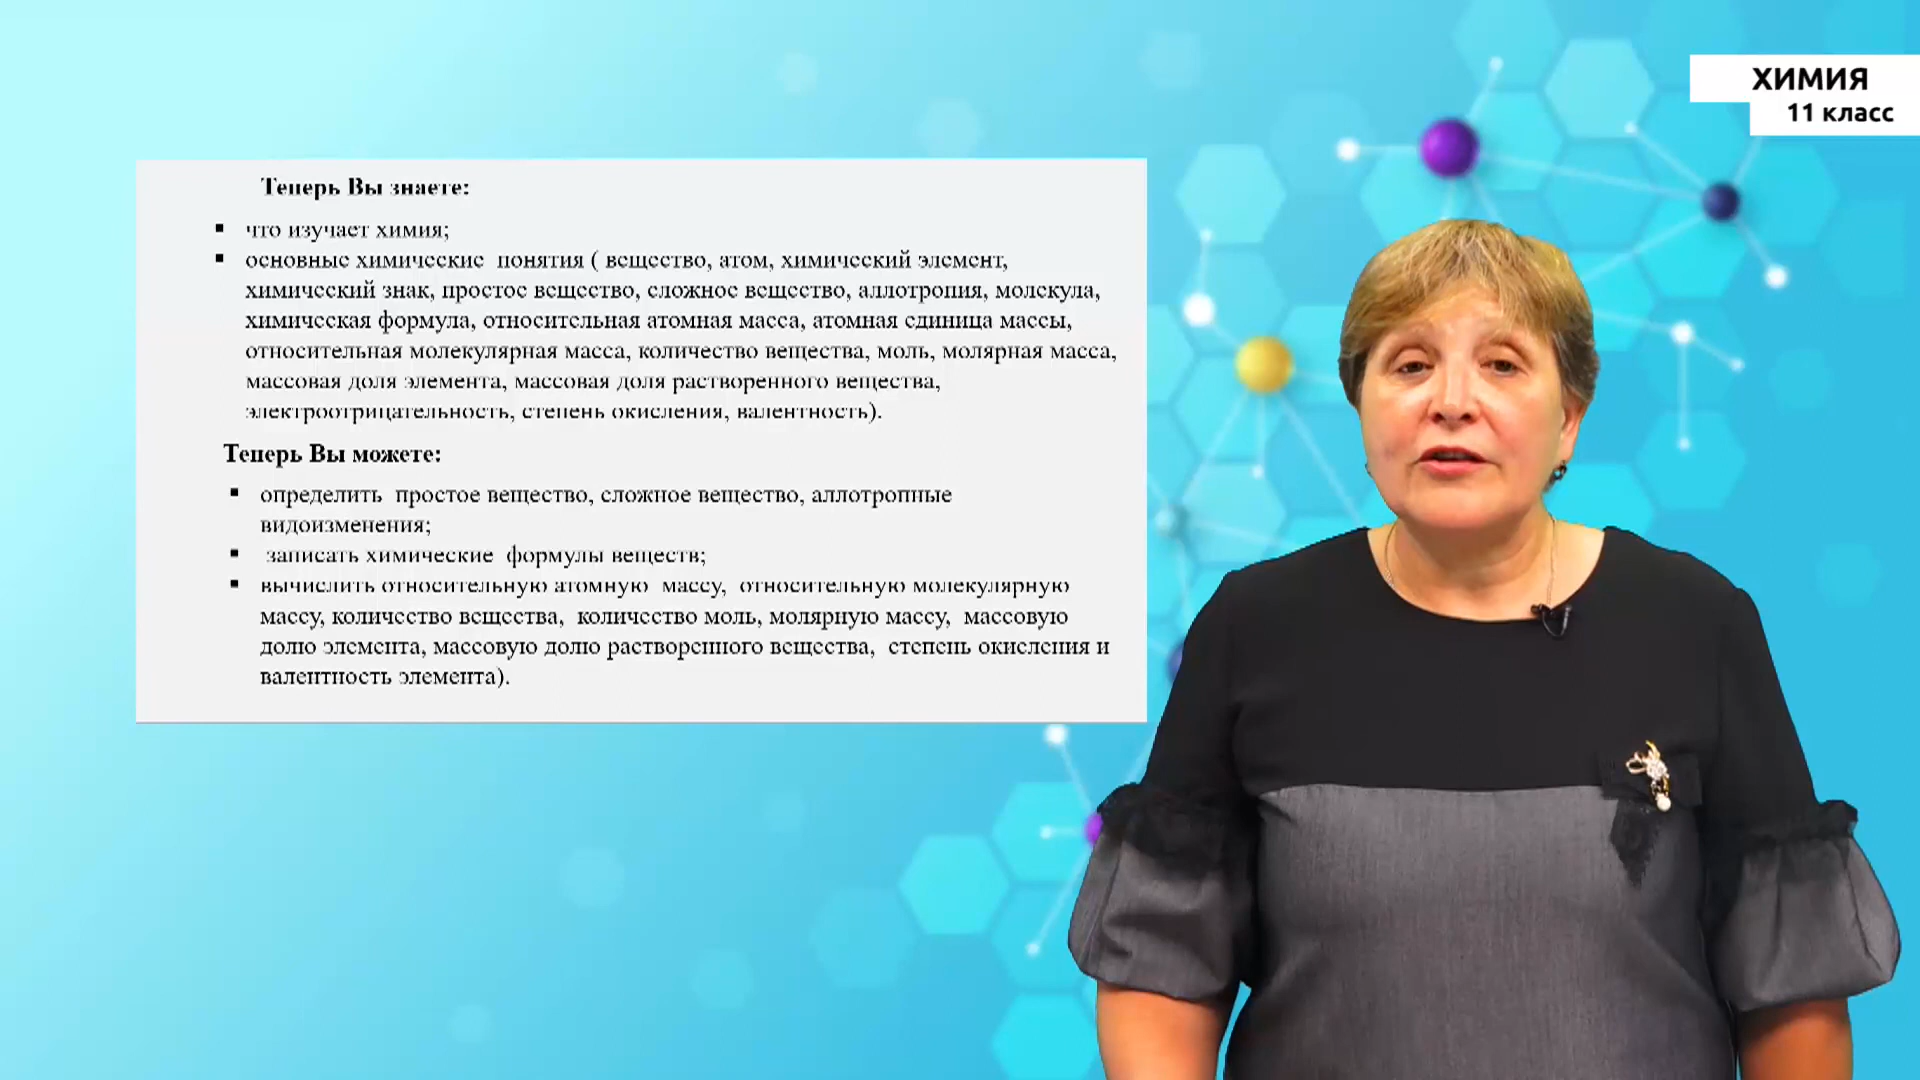 ХИМИЯ
11 класс
Теперь Вы знаете:
▪ что изучает химия;
▪ основные химические понятия ( вещество, атом, химический элемент,
химический знак, простое вещество, сложное вещество, аллотропия, молекула,
химическая формула, относительная атомная масса, атомная единица массы,
относительная молекулярная масса, количество вещества, моль, молярная масса,
массовая доля элемента, массовая доля растворенного вещества,
электроотрицательность, степень окисления, валентность).
Теперь Вы можете:
▪ определить простое вещество, сложное вещество, аллотропные
видоизменения;
▪ записать химические формулы веществ;
▪ вычислить относительную атомную массу, относительную молекулярную
массу, количество вещества, количество моль, молярную массу, массовую
долю элемента, массовую долю растворенного вещества, степень окисления и
валентность элемента).